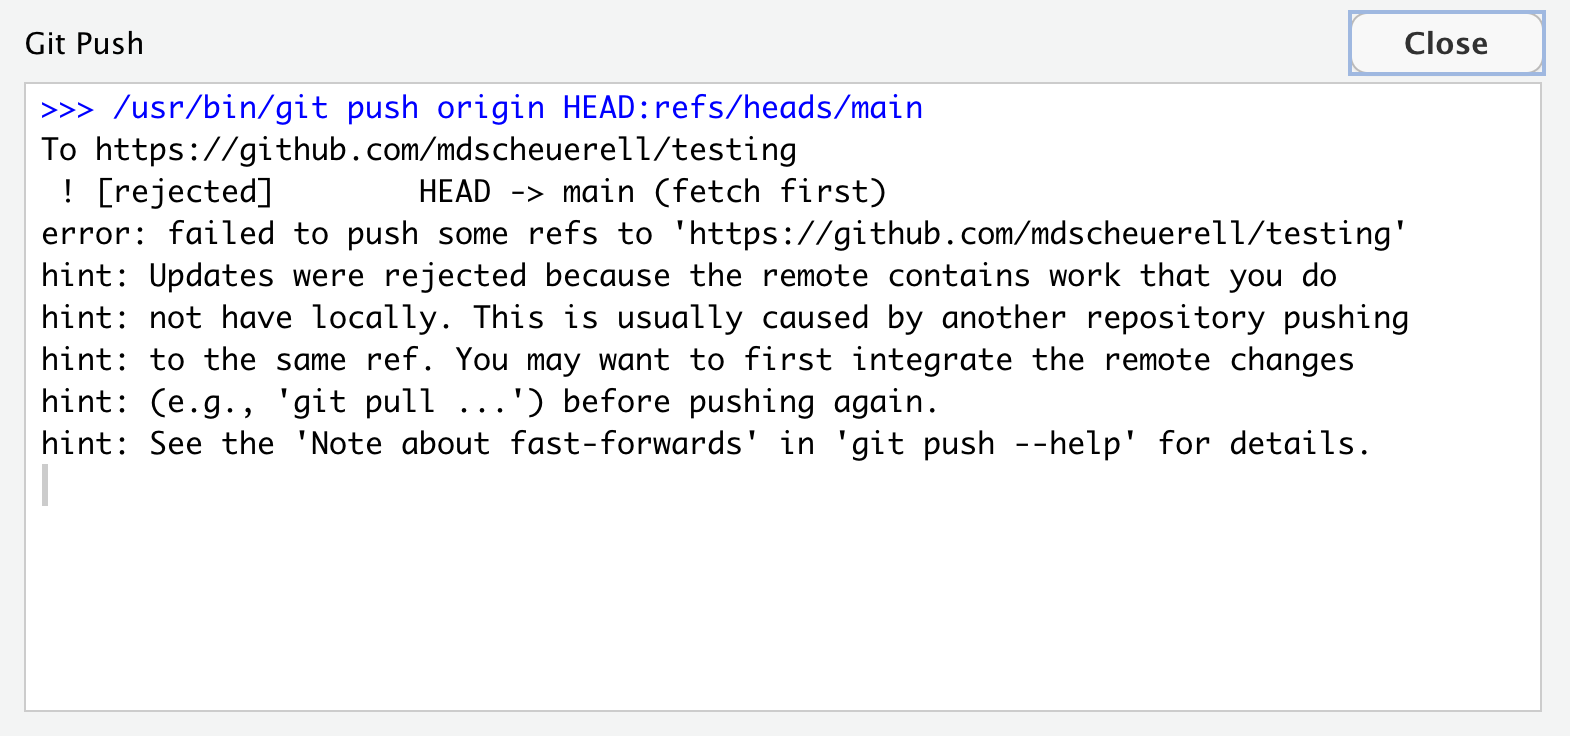 Git Push
Close
>>> /usr/bin/git push origin HEAD:refs/heads/main
To https://github.com/mdscheuerell/testing
 ! [rejected]        HEAD -> main (fetch first)
error: failed to push some refs to 'https://github.com/mdscheuerell/testing'
hint: Updates were rejected because the remote contains work that you do
hint: not have locally. This is usually caused by another repository pushing
hint: to the same ref. You may want to first integrate the remote changes
hint: (e.g., 'git pull ...') before pushing again.
hint: See the 'Note about fast-forwards' in 'git push --help' for details.